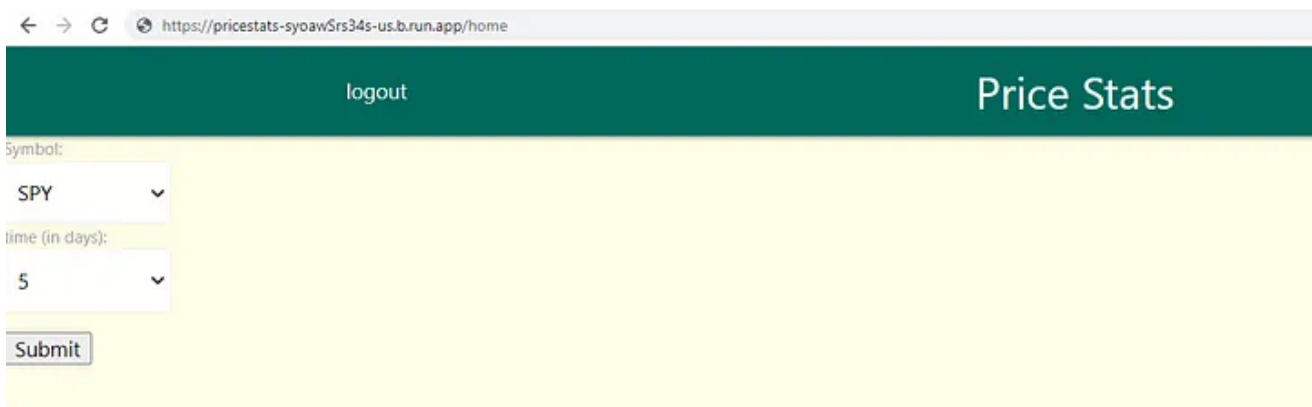 https://pricestats-syoaw5rs34s-us.b.run.app/home
logout
Price Stats
Symbol:
SPY
time (in days):
5
Submit